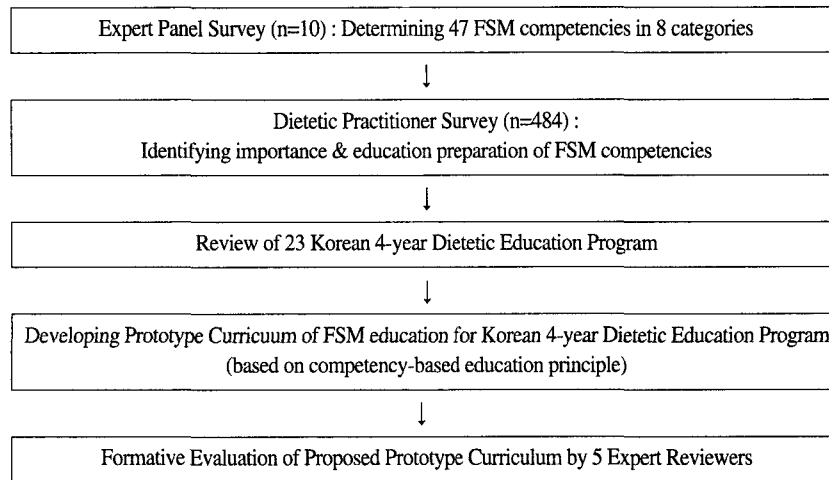 Expert Panel Survey (n=10) : Determining 47 FSM competencies in 8 categories
↓
Dietetic Practitioner Survey (n=484) :
Identifying importance & education preparation of FSM competencies
↓
Review of 23 Korean 4-year Dietetic Education Program
↓
Developing Prototype Curicuum of FSM education for Korean 4-year Dietetic Education Program
(based on competency-based education principle)
↓
Formative Evaluation of Proposed Prototype Curriculum by 5 Expert Reviewers